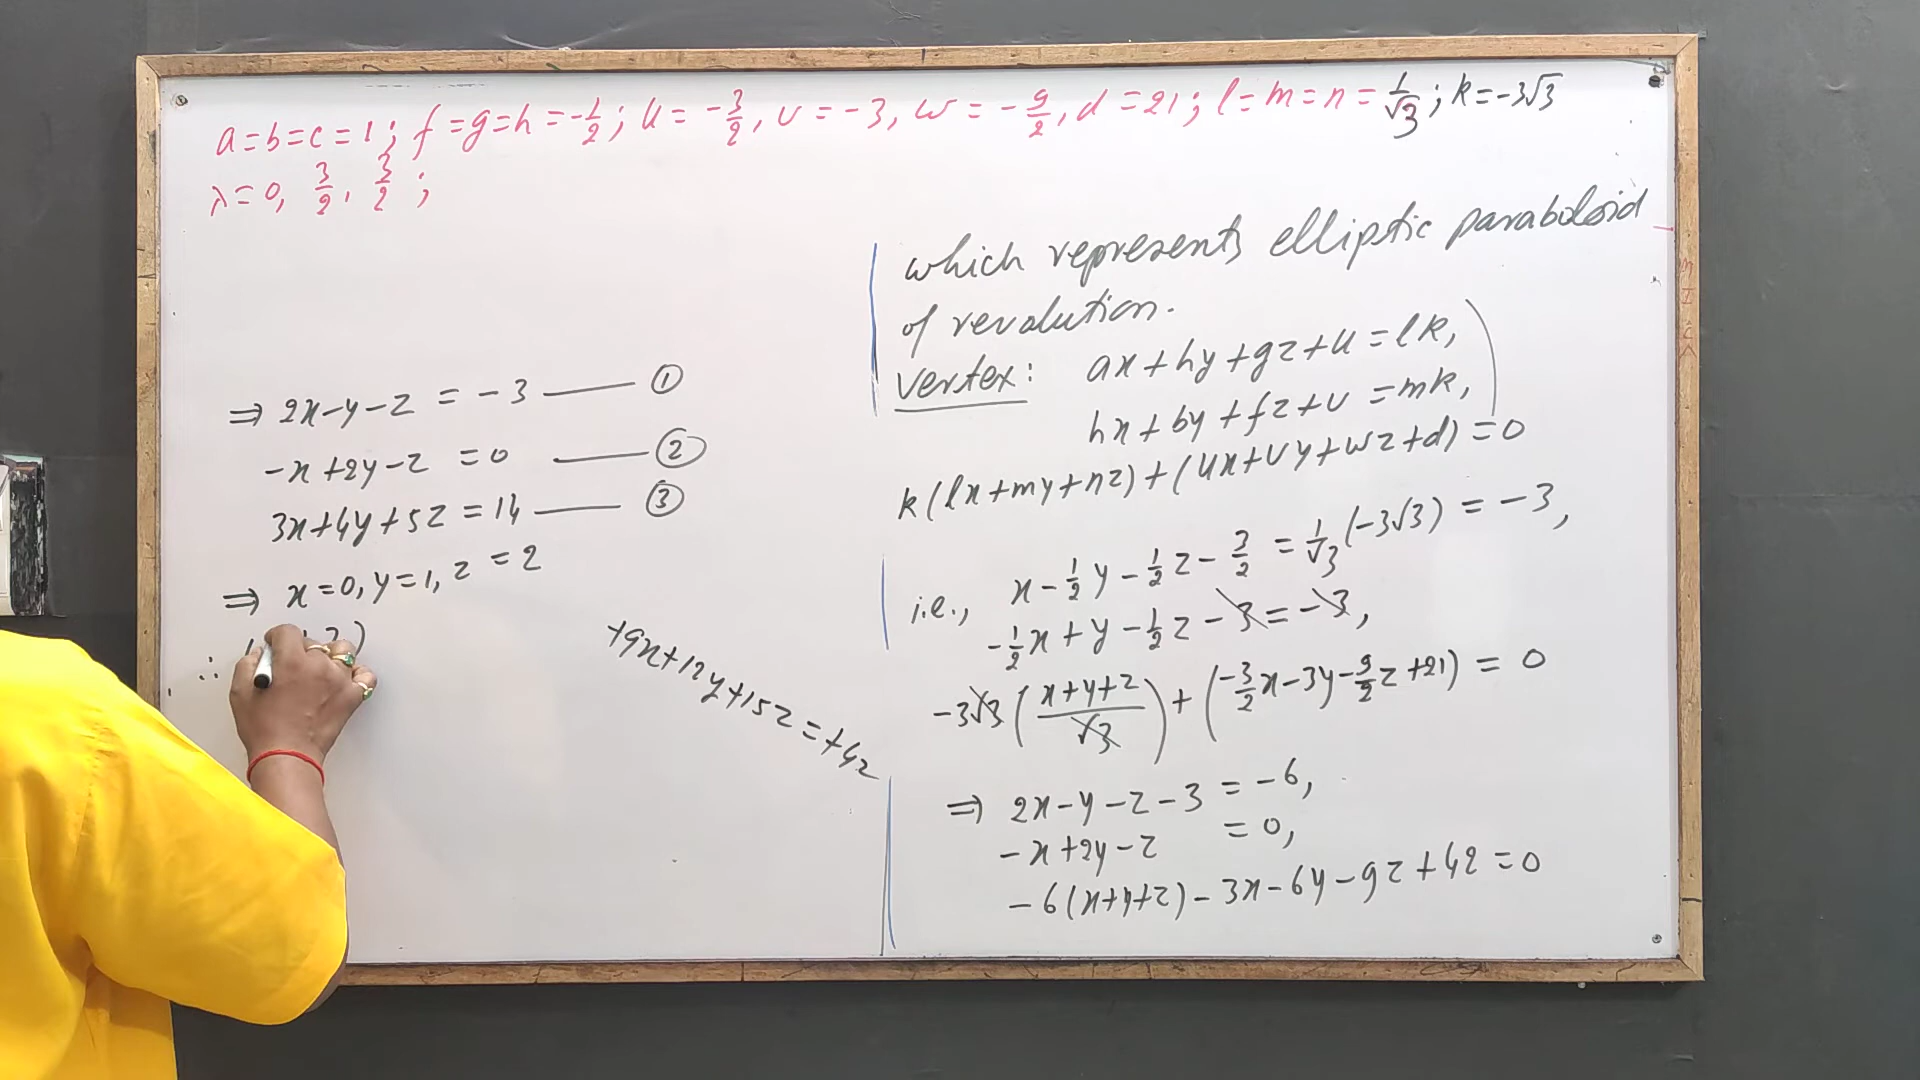 a=b=c=1; f=g=h=-1/2; u=-3/2, v=-3, w=-9/2, d=21; l=m=n=1/√3; k=-3√3
λ=0, 3/2, 3/2;
⇒ 2x-y-z = -3 —— ①
-x+2y-z = 0 —— ②
3x+4y+5z = 14 —— ③
⇒ x=0, y=1, z=2
∴
+9x+12y+15z=+42
which represents elliptic paraboloid
of revolution.
Vertex: ax+hy+gz+u=lk,
hx+by+fz+v=mk,
k(lx+my+nz)+(ux+vy+wz+d)=0
i.e., x-1/2y-1/2z-3/2 = 1/√3(-3√3) = -3,
-1/2x+y-1/2z-3=-3,
-3√3(x+y+z/√3)+(-3/2x-3y-9/2z+21) = 0
⇒ 2x-y-z-3 = -6,
-x+2y-z = 0,
-6(x+y+z)-3x-6y-9z+42=0